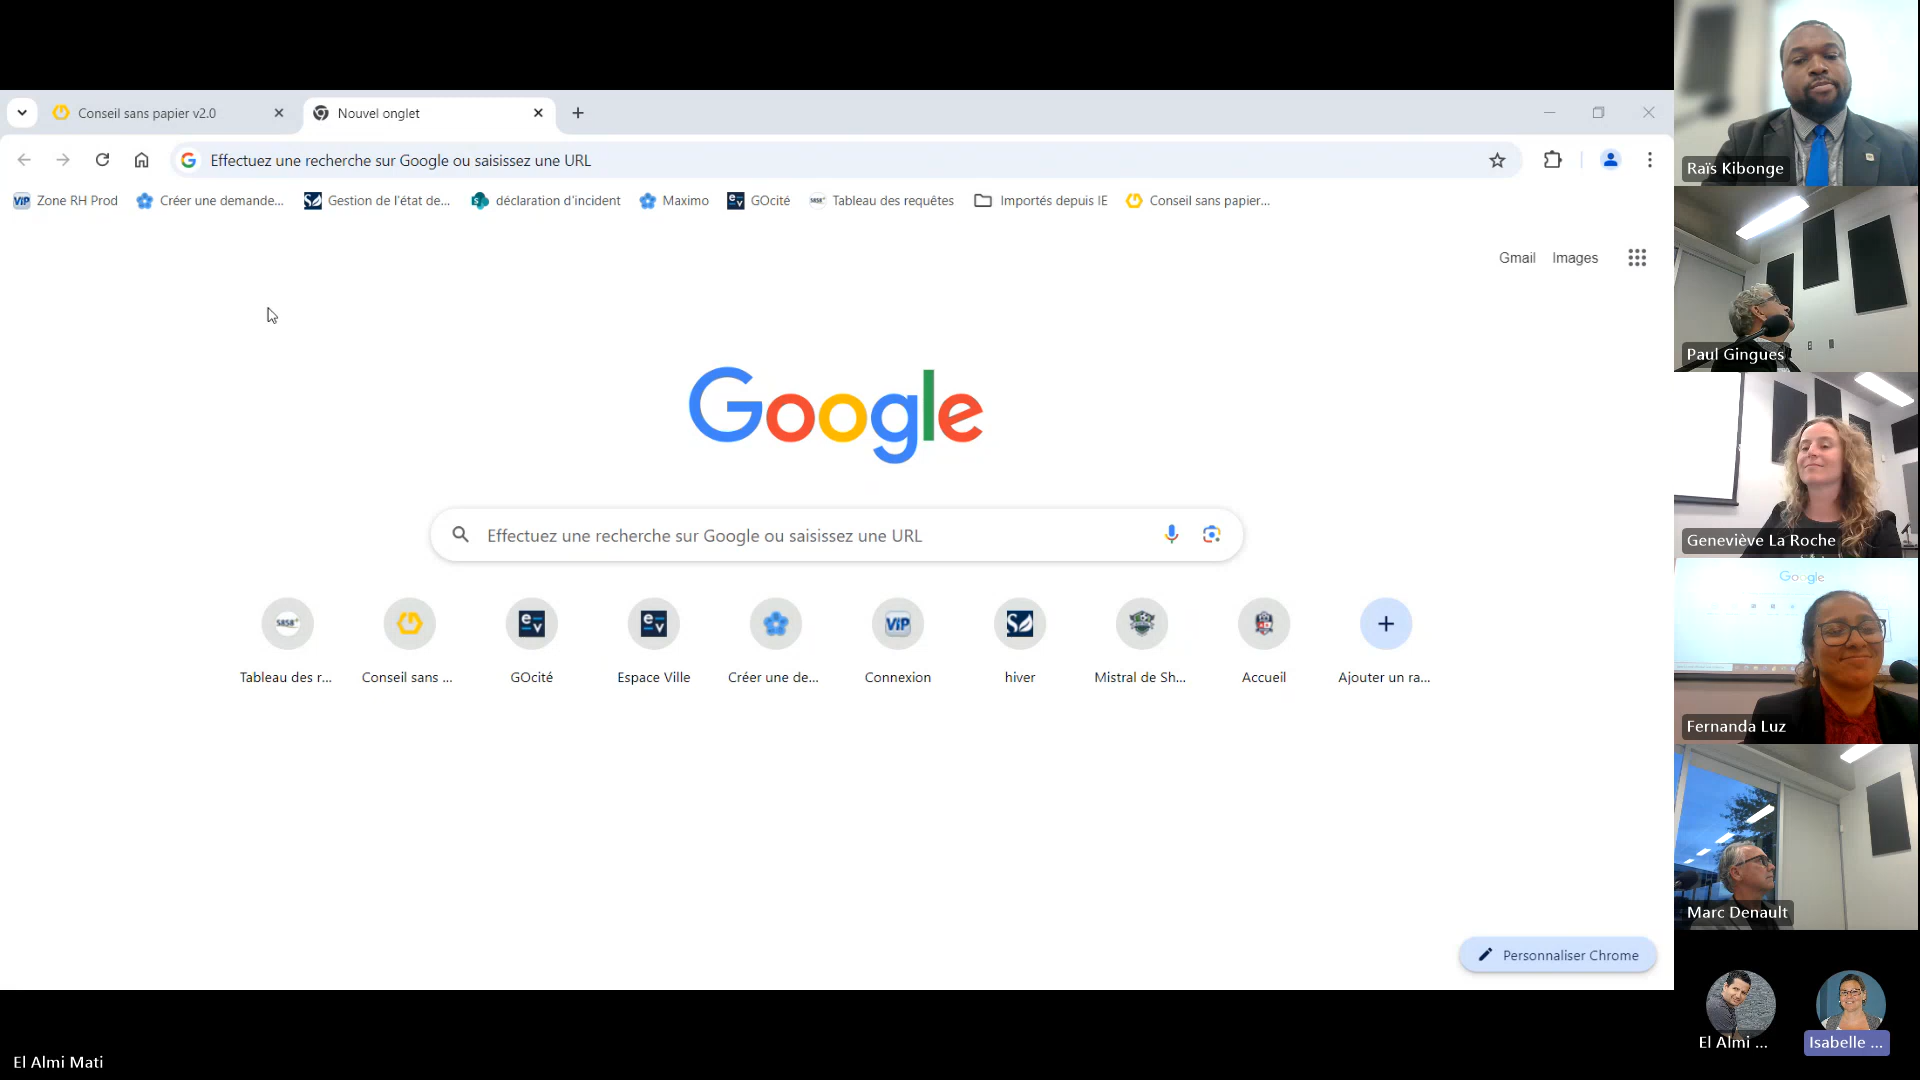 Conseil sans papier v2.0
Nouvel onglet
Effectuez une recherche sur Google ou saisissez une URL
VIP Zone RH Prod
Créer une demande...
Gestion de l'état de...
déclaration d'incident
Maximo
GOcité
Tableau des requêtes
Importés depuis IE
Conseil sans papier...
Gmail
Images
Google
Effectuez une recherche sur Google ou saisissez une URL
VIP
Tableau des r...
Conseil sans ...
GOcité
Espace Ville
Créer une de...
Connexion
hiver
Mistral de Sh...
Accueil
Ajouter un ra...
Personnaliser Chrome
Raïs Kibonge
Paul Gingues
Geneviève La Roche
Google
Fernanda Luz
Marc Denault
El Almi ...
Isabelle ...
El Almi Mati